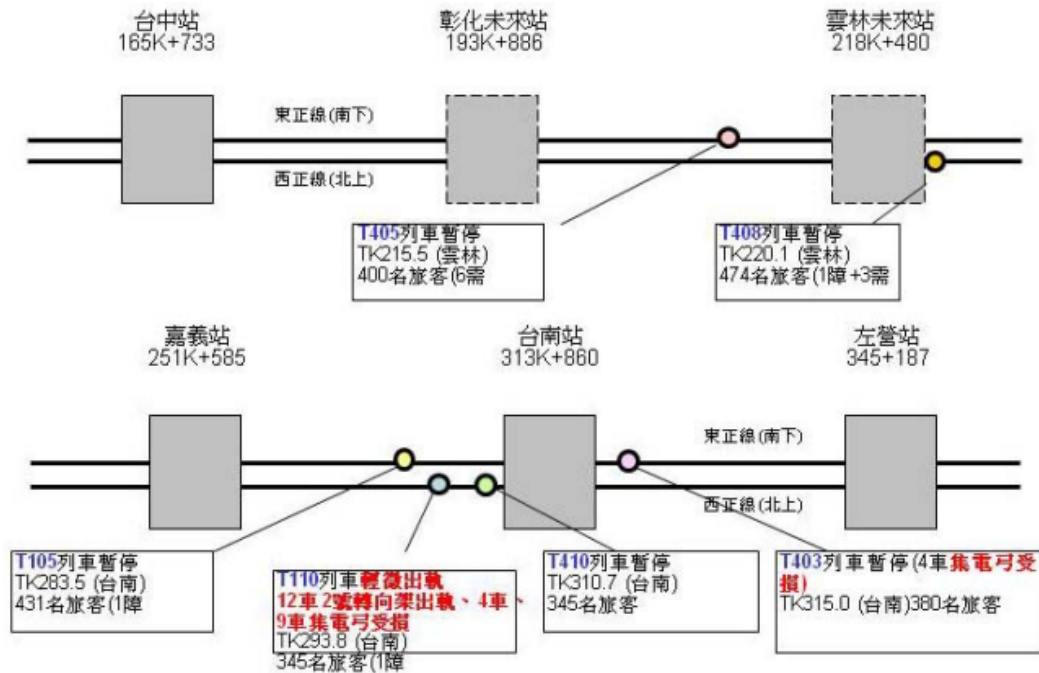 台中站
165K+733
彰化未來站
193K+886
雲林未來站
218K+480
東正線(南下)
西正線(北上)
T405列車暫停
TK215.5 (雲林)
400名旅客(6需
T408列車暫停
TK220.1 (雲林)
474名旅客(1障+3需
嘉義站
251K+585
台南站
313K+860
左營站
345+187
東正線(南下)
西正線(北上)
T105列車暫停
TK283.5 (台南)
431名旅客(1障
T110列車輕微出軌
12車2號轉向架出軌、4車、
9車集電弓受損
TK293.8 (台南)
345名旅客(1障
T410列車暫停
TK310.7 (台南)
345名旅客
T403列車暫停(4車集電弓受
損)
TK315.0 (台南)380名旅客